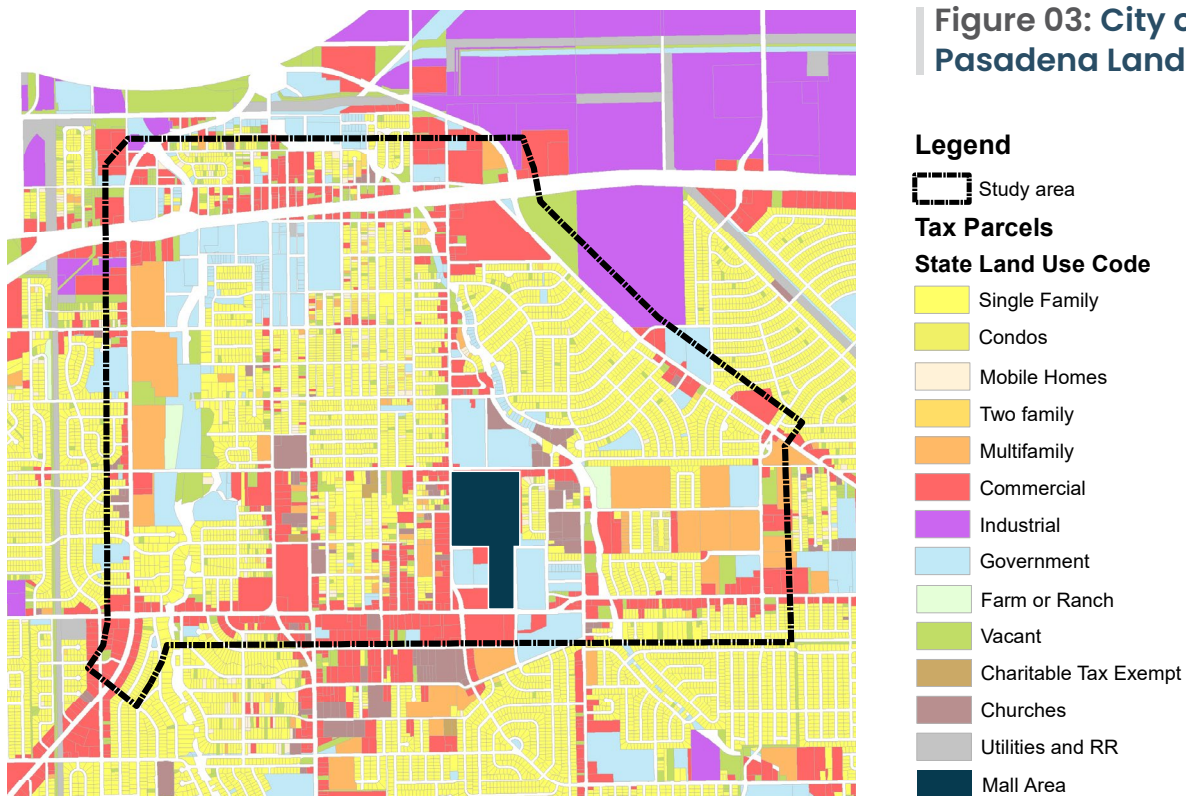 Figure 03: City
Pasadena Land
Legend
Study area
Tax Parcels
State Land Use Code
Single Family
Condos
Mobile Homes
Two family
Multifamily
Commercial
Industrial
Government
Farm or Ranch
Vacant
Charitable Tax Exempt
Churches
Utilities and RR
Mall Area